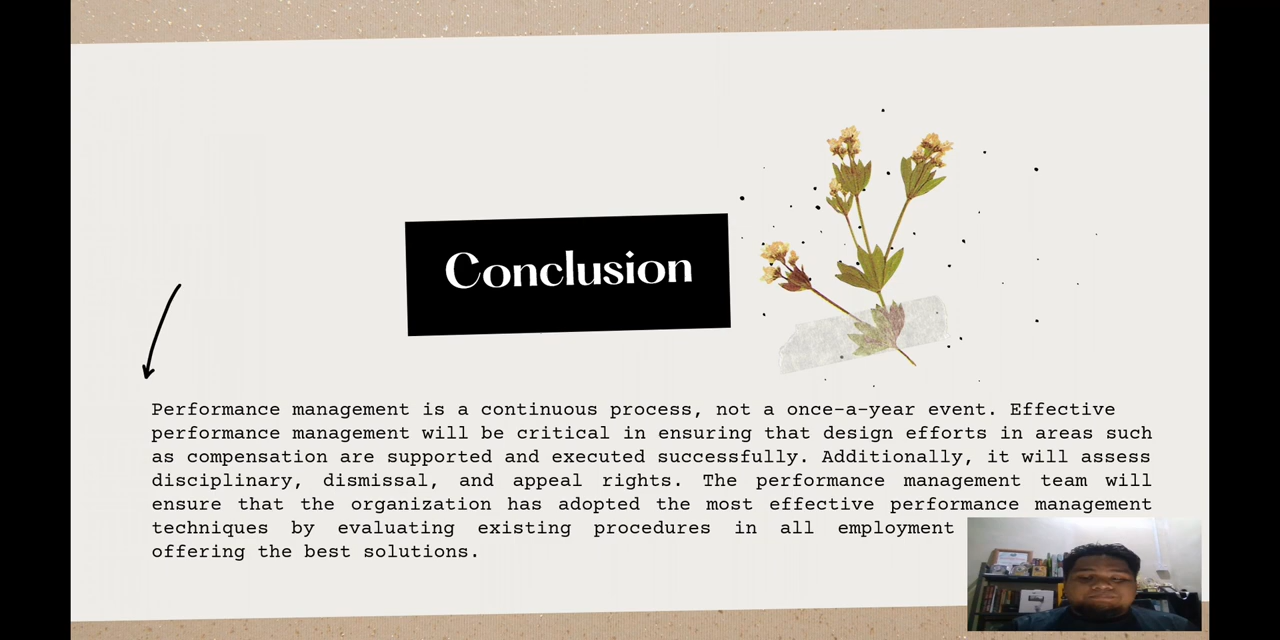 Conclusion
Performance management is a continuous process, not a once-a-year event. Effective
performance management will be critical in ensuring that design efforts in areas such
as compensation are supported and executed successfully. Additionally, it will assess
disciplinary, dismissal, and appeal rights. The performance management team will
ensure that the organization has adopted the most effective performance management
techniques by evaluating existing procedures in all employment
offering the best solutions.